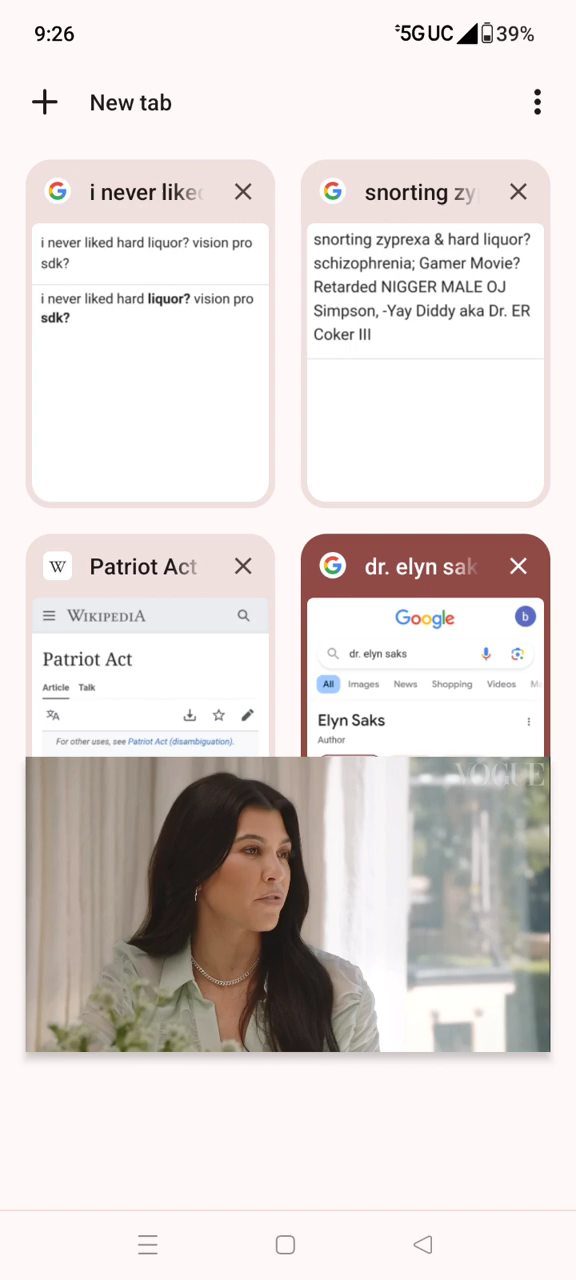 9:26
5G UC 39%
New tab
i never like
snorting zy
i never liked hard liquor? vision pro
sdk?
i never liked hard liquor? vision pro
sdk?
snorting zyprexa & hard liquor?
schizophrenia; Gamer Movie?
Retarded NIGGER MALE OJ
Simpson, -Yay Diddy aka Dr. ER
Coker III
Patriot Act
dr. elyn sak
W
WIKIPEDIA
Patriot Act
Article Talk
For other uses, see Patriot Act (disambiguation).
Google
b
dr. elyn saks
All Images News Shopping Videos M
Elyn Saks
Author
VOGUE